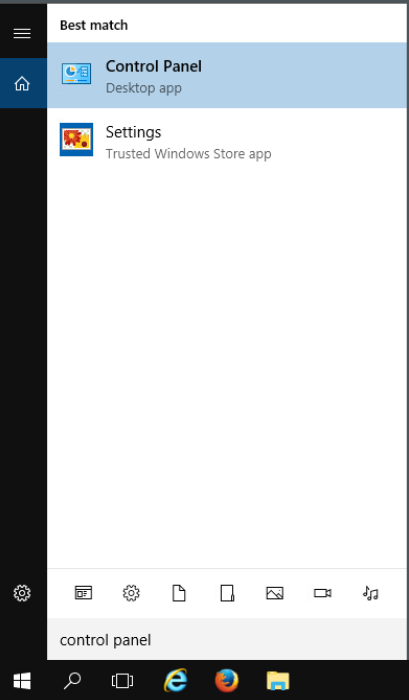 Best match
Control Panel
Desktop app
Settings
Trusted Windows Store app
control panel